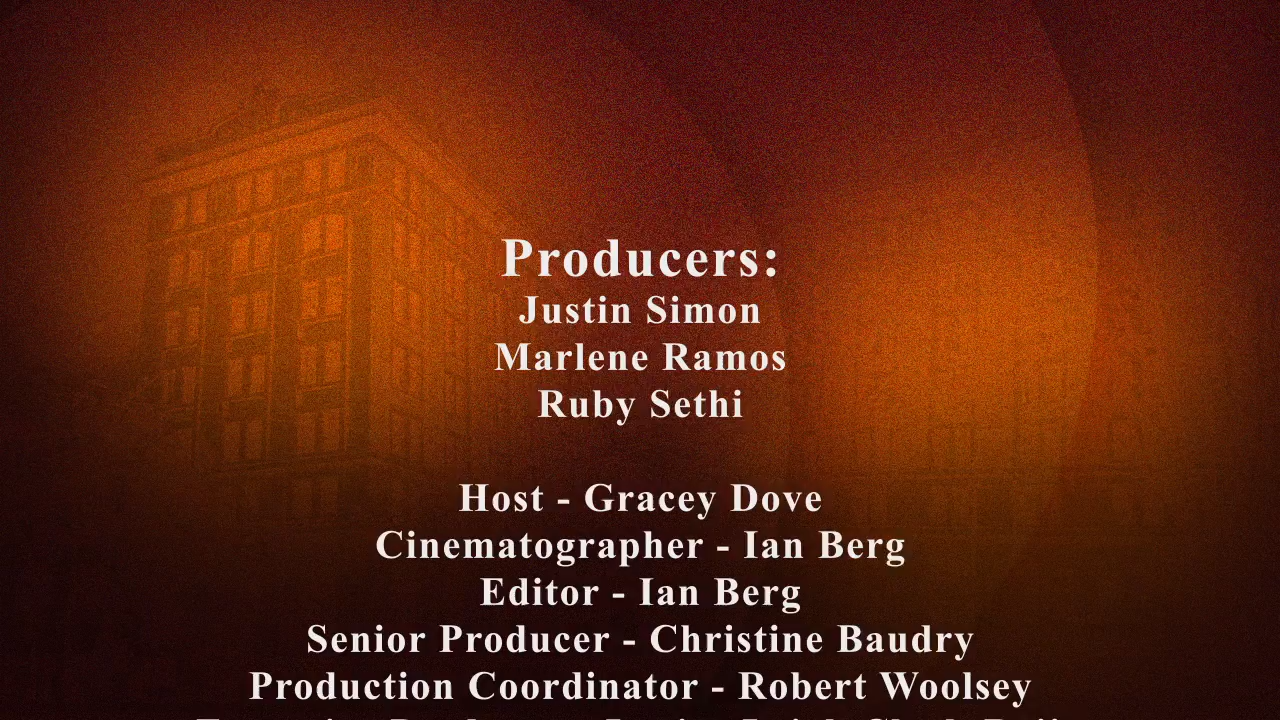 Producers:
Justin Simon
Marlene Ramos
Ruby Sethi
Host - Gracey Dove
Cinematographer - Ian Berg
Editor - Ian Berg
Senior Producer - Christine Baudry
Production Coordinator - Robert Woolsey